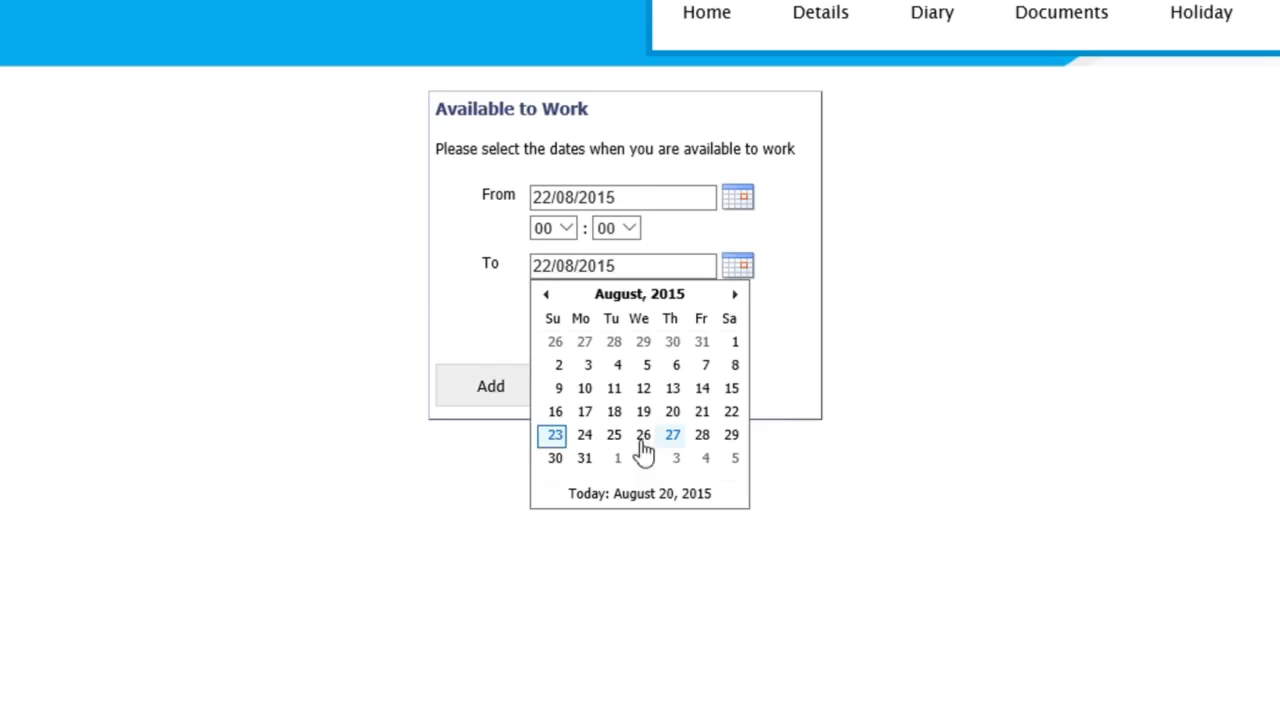 Home Details Diary Documents Holiday
Available to Work
Please select the dates when you are available to work
From 22/08/2015
00 : 00
To 22/08/2015
August, 2015
Su Mo Tu We Th Fr Sa
26 27 28 29 30 31 1
2 3 4 5 6 7 8
9 10 11 12 13 14 15
16 17 18 19 20 21 22
23 24 25 26 27 28 29
30 31 1 3 4 5
Today: August 20, 2015
Add